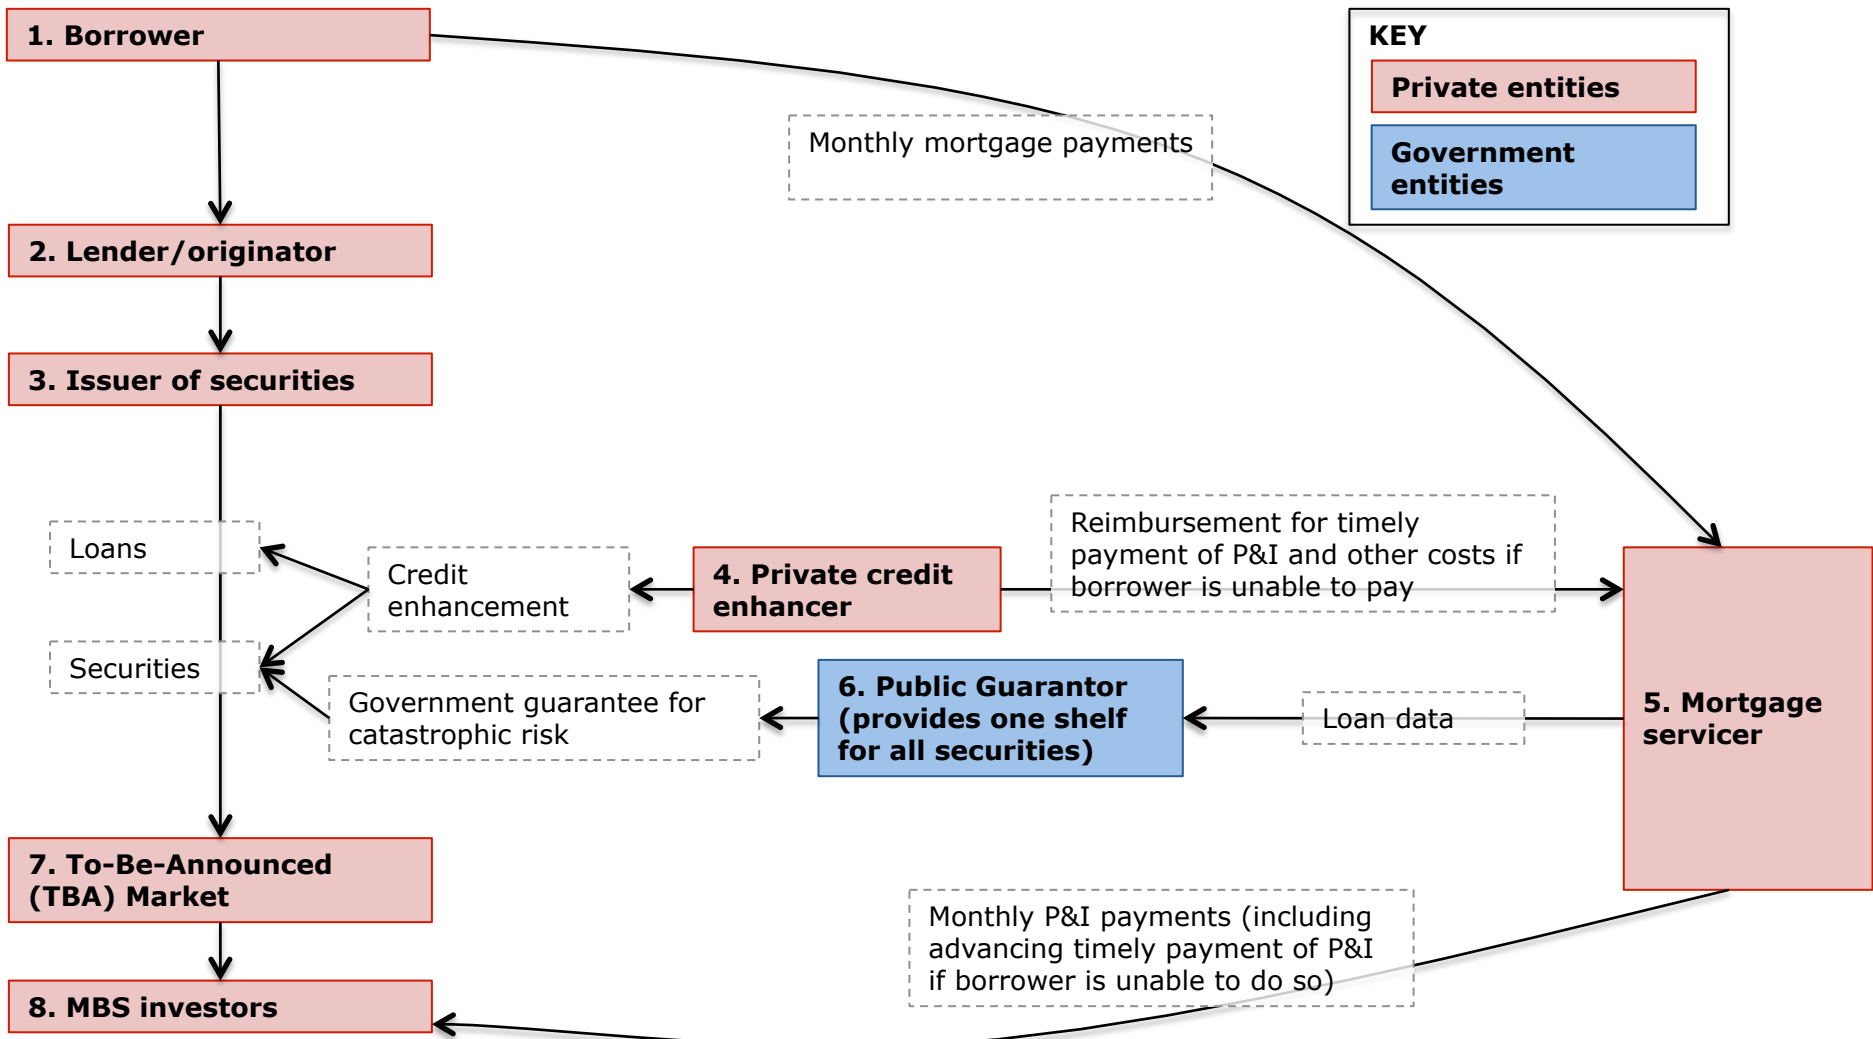 1. Borrower
KEY
Private entities
Government
entities
Monthly mortgage payments
2. Lender/originator
3. Issuer of securities
Loans
Credit
enhancement
4. Private credit
enhancer
Reimbursement for timely
payment of P&I and other costs if
borrower is unable to pay
Securities
Government guarantee for
catastrophic risk
6. Public Guarantor
(provides one shelf
for all securities)
Loan data
5. Mortgage
servicer
7. To-Be-Announced
(TBA) Market
Monthly P&I payments (including
advancing timely payment of P&I
if borrower is unable to do so)
8. MBS investors